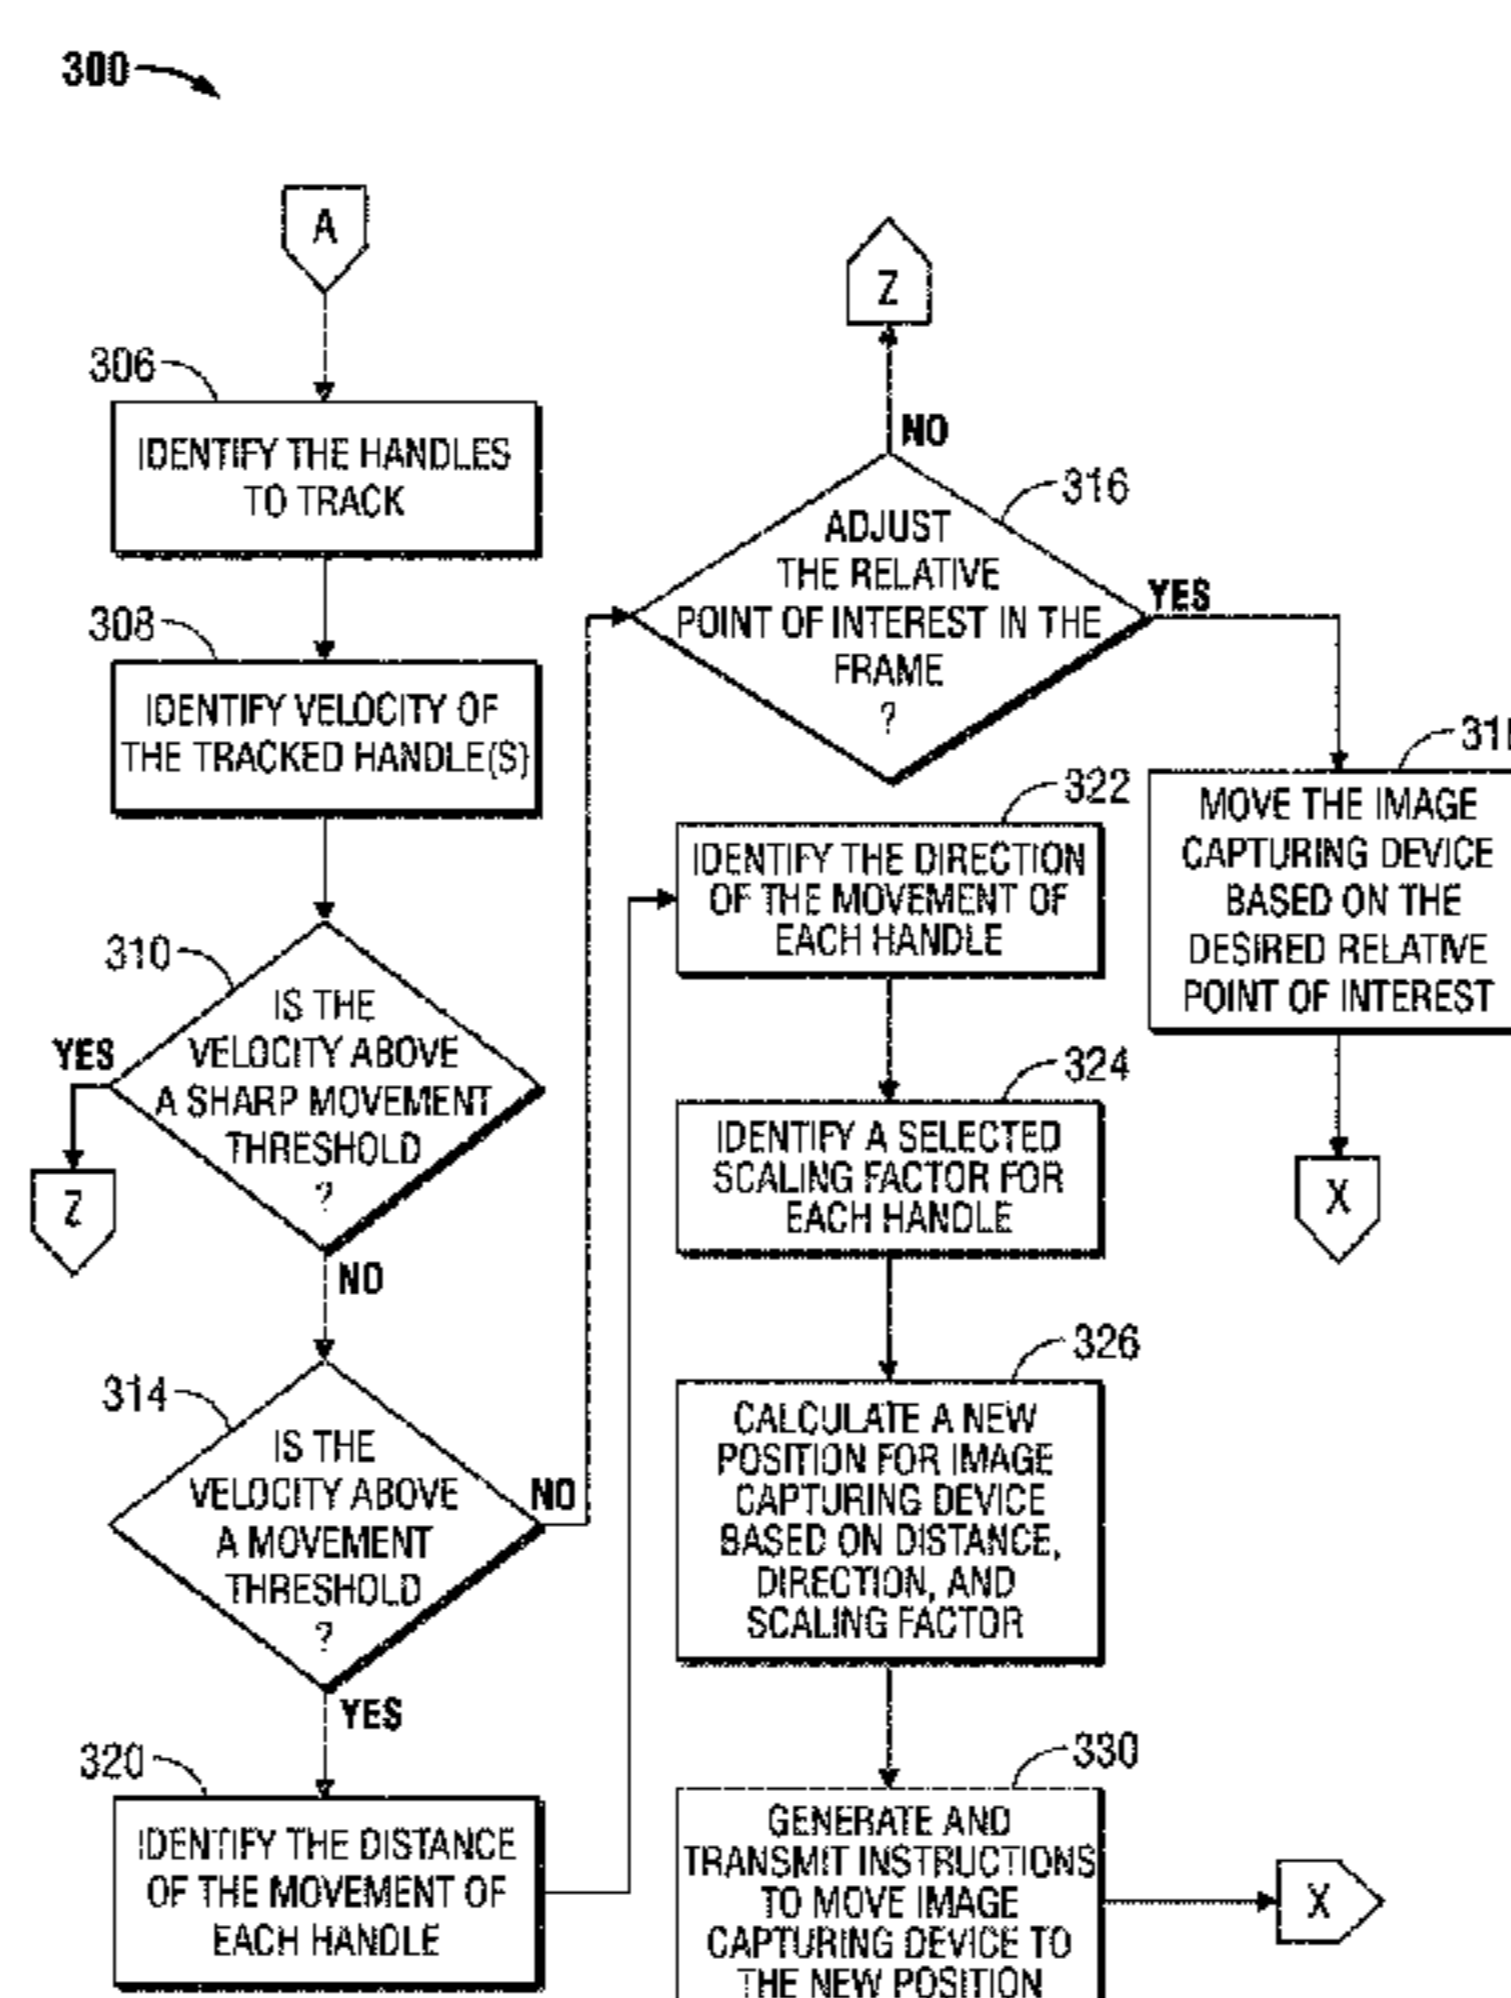 300
A
306
IDENTIFY THE HANDLES
TO TRACK
308
IDENTIFY VELOCITY OF
THE TRACKED HANDLE(S)
310
IS THE
VELOCITY ABOVE
A SHARP MOVEMENT
THRESHOLD
?
YES
Z
NO
314
IS THE
VELOCITY ABOVE
A MOVEMENT
THRESHOLD
?
NO
YES
320
IDENTIFY THE DISTANCE
OF THE MOVEMENT OF
EACH HANDLE
Z
NO
316
ADJUST
THE RELATIVE
POINT OF INTEREST IN THE
FRAME
?
YES
MOVE THE IMAGE
CAPTURING DEVICE
BASED ON THE
DESIRED RELATIVE
POINT OF INTEREST
X
322
IDENTIFY THE DIRECTION
OF THE MOVEMENT OF
EACH HANDLE
324
IDENTIFY A SELECTED
SCALING FACTOR FOR
EACH HANDLE
326
CALCULATE A NEW
POSITION FOR IMAGE
CAPTURING DEVICE
BASED ON DISTANCE,
DIRECTION, AND
SCALING FACTOR
330
GENERATE AND
TRANSMIT INSTRUCTIONS
TO MOVE IMAGE
CAPTURING DEVICE TO
THE NEW POSITION
X